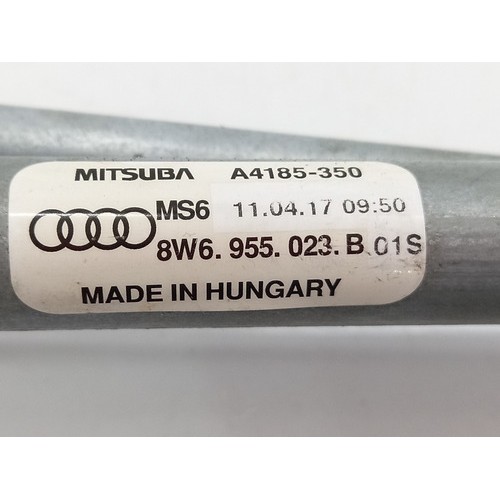 MITSUBA A4185-350
MS6 11.04.17 09:50
8W6.955.023.B 01S
MADE IN HUNGARY